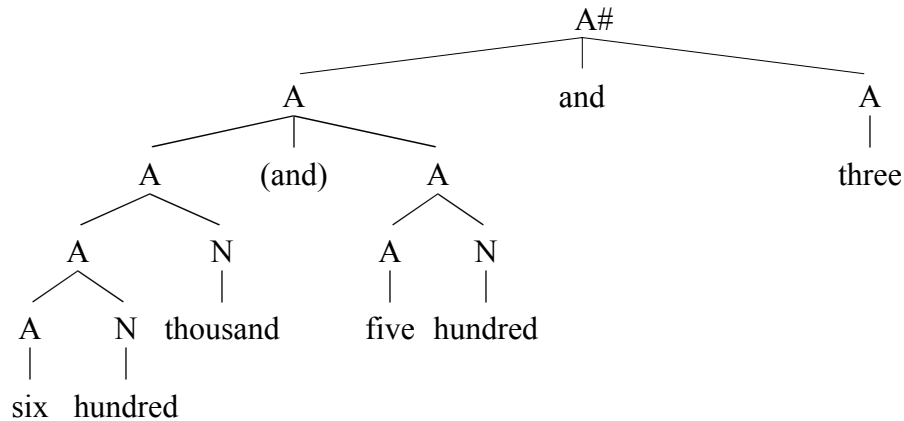 A#
A and A
A (and) A three
A N A N
A N thousand five hundred
six hundred